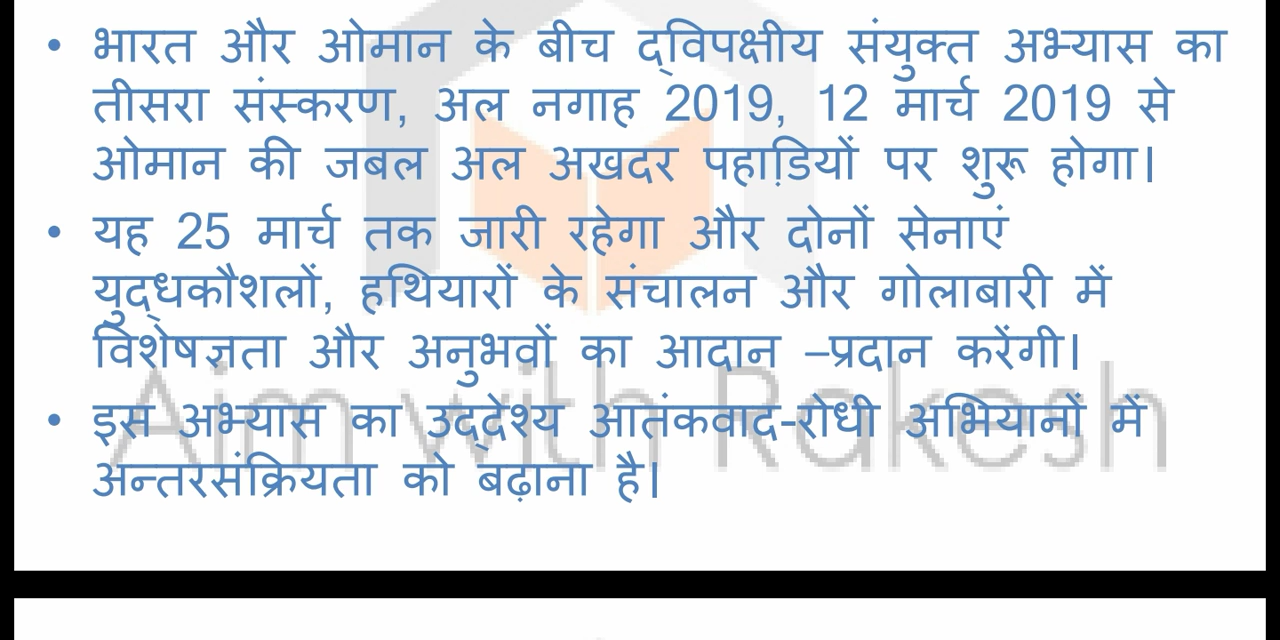 • भारत और ओमान के बीच द्विपक्षीय संयुक्त अभ्यास का
तीसरा संस्करण, अल नगाह 2019, 12 मार्च 2019 से
ओमान की जबल अल अखदर पहाड़ियों पर शुरू होगा।
• यह 25 मार्च तक जारी रहेगा और दोनों सेनाएं
युद्धकौशलों, हथियारों के संचालन और गोलाबारी में
विशेषज्ञता और अनुभवों का आदान –प्रदान करेंगी।
• इस अभ्यास का उद्देश्य आतंकवाद-रोधी अभियानों में
अन्तरसंक्रियता को बढ़ाना है।
Aim with Rakesh